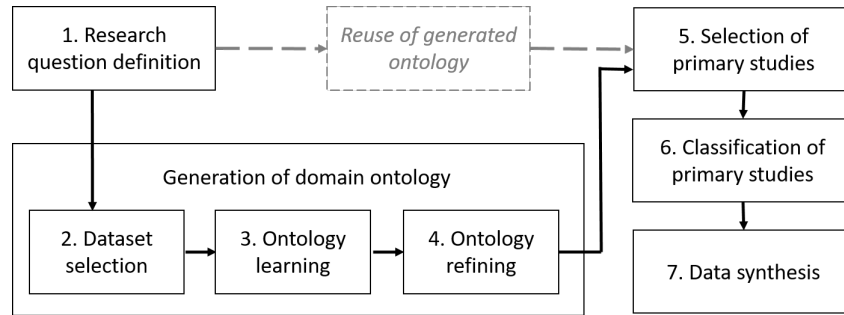 1. Research
question definition
Reuse of generated
ontology
5. Selection of
primary studies
6. Classification of
primary studies
Generation of domain ontology
2. Dataset
selection
3. Ontology
learning
4. Ontology
refining
7. Data synthesis